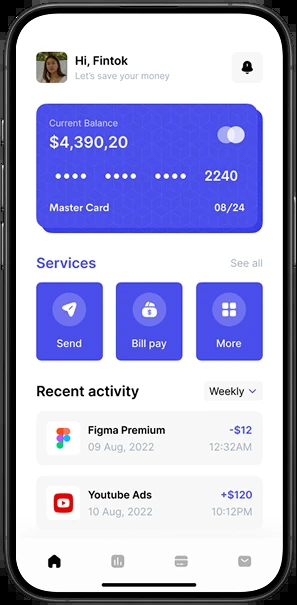 Hi, Fintok
Let's save your money
Current Balance
$4,390,20
•••• •••• •••• 2240
Master Card 08/24
Services See all
Send Bill pay More
Recent activity Weekly
Figma Premium -$12
09 Aug, 2022 12:32AM
Youtube Ads +$120
10 Aug, 2022 10:12PM